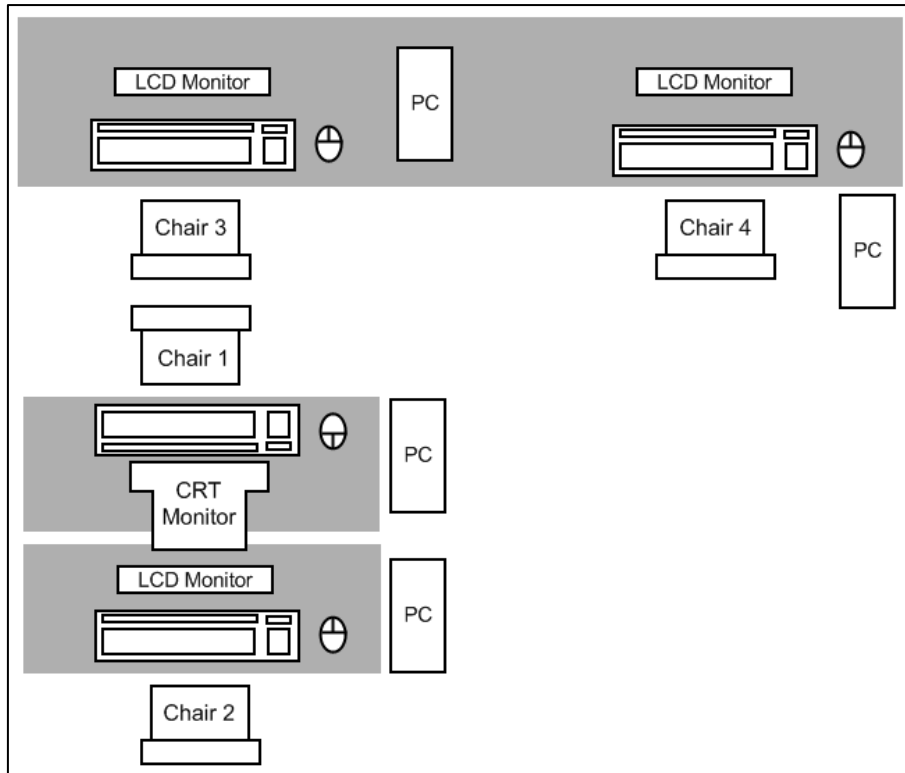 LCD Monitor
PC
LCD Monitor
Chair 3
Chair 4
PC
Chair 1
PC
CRT
Monitor
LCD Monitor
PC
Chair 2